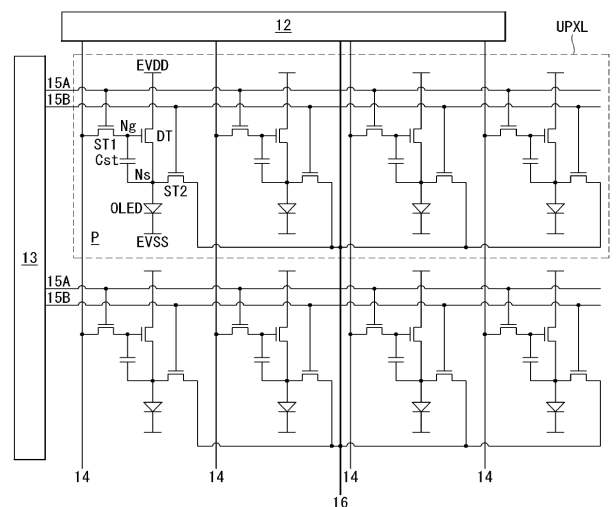 12
UPXL
EVDD
15A
15B
Ng
DT
ST1
Cst
Ns
ST2
OLED
P
EVSS
13
15A
15B
14
14
14
14
16